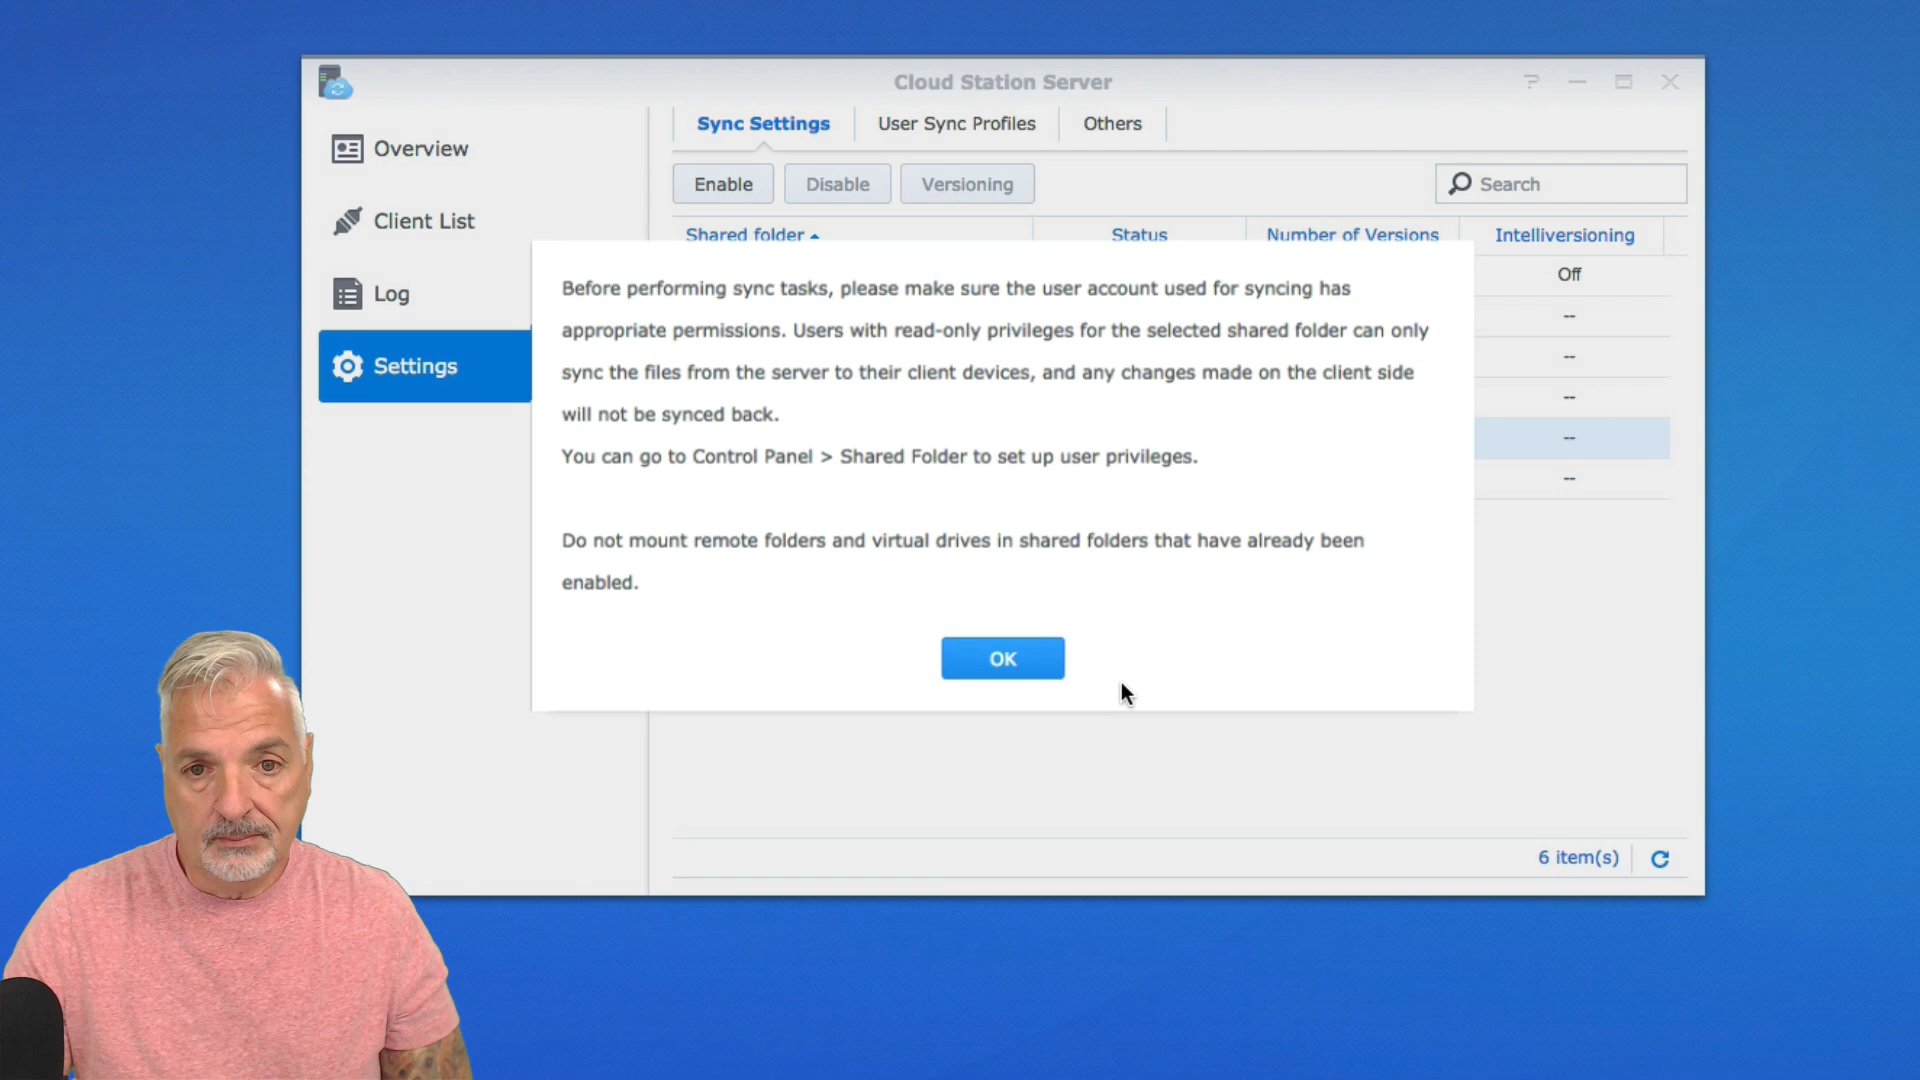 Cloud Station Server
Overview
Client List
Log
Settings
Sync Settings
User Sync Profiles
Others
Enable
Disable
Versioning
Search
Shared folder
Status
Number of Versions
Intelliversioning
Off
--
--
--
--
--
Before performing sync tasks, please make sure the user account used for syncing has
appropriate permissions. Users with read-only privileges for the selected shared folder can only
sync the files from the server to their client devices, and any changes made on the client side
will not be synced back.
You can go to Control Panel > Shared Folder to set up user privileges.
Do not mount remote folders and virtual drives in shared folders that have already been
enabled.
OK
6 item(s)